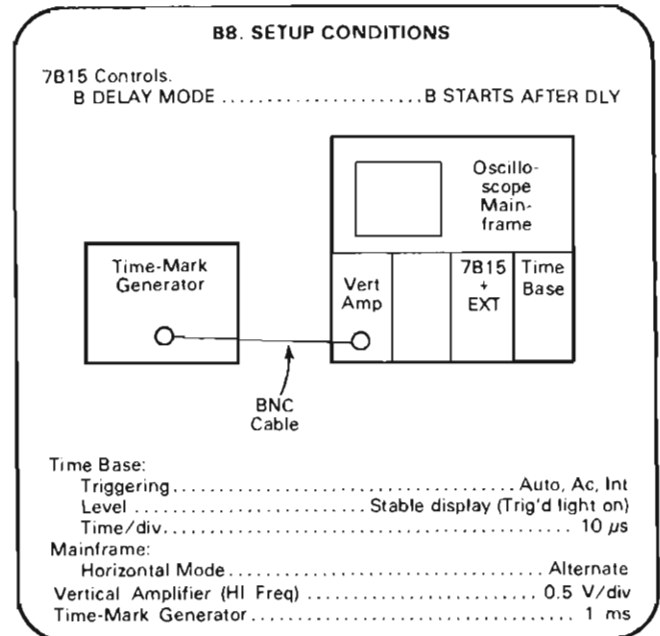 B8. SETUP CONDITIONS
7B15 Controls.
B DELAY MODE ...................... B STARTS AFTER DLY
Oscillo-
scope
Main-
frame
Time-Mark
Generator
Vert
Amp
7B15
+
EXT
Time
Base
BNC
Cable
Time Base:
Triggering ...................................... Auto, Ac, Int
Level ......................... Stable display (Trig'd light on)
Time/div ............................................ 10 μs
Mainframe:
Horizontal Mode ................................... Alternate
Vertical Amplifier (HI Freq) ........................ 0.5 V/div
Time-Mark Generator ................................. 1 ms